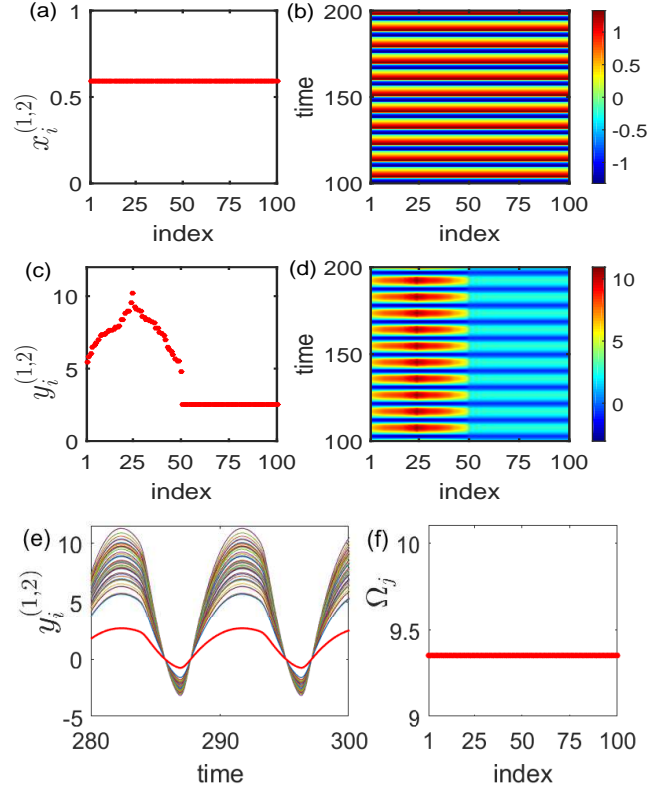 (a)
1
0.5
0
x_i^{(1,2)}
1 25 50 75 100
index
(b)
200
150
100
time
1 25 50 75 100
index
1
0.5
0
-0.5
-1
(c)
10
5
0
y_i^{(1,2)}
1 25 50 75 100
index
(d)
200
150
100
time
1 25 50 75 100
index
10
5
0
(e)
10
5
0
-5
y_i^{(1,2)}
280 290 300
time
(f)
10
9.5
9
Ω_j
1 25 50 75 100
index